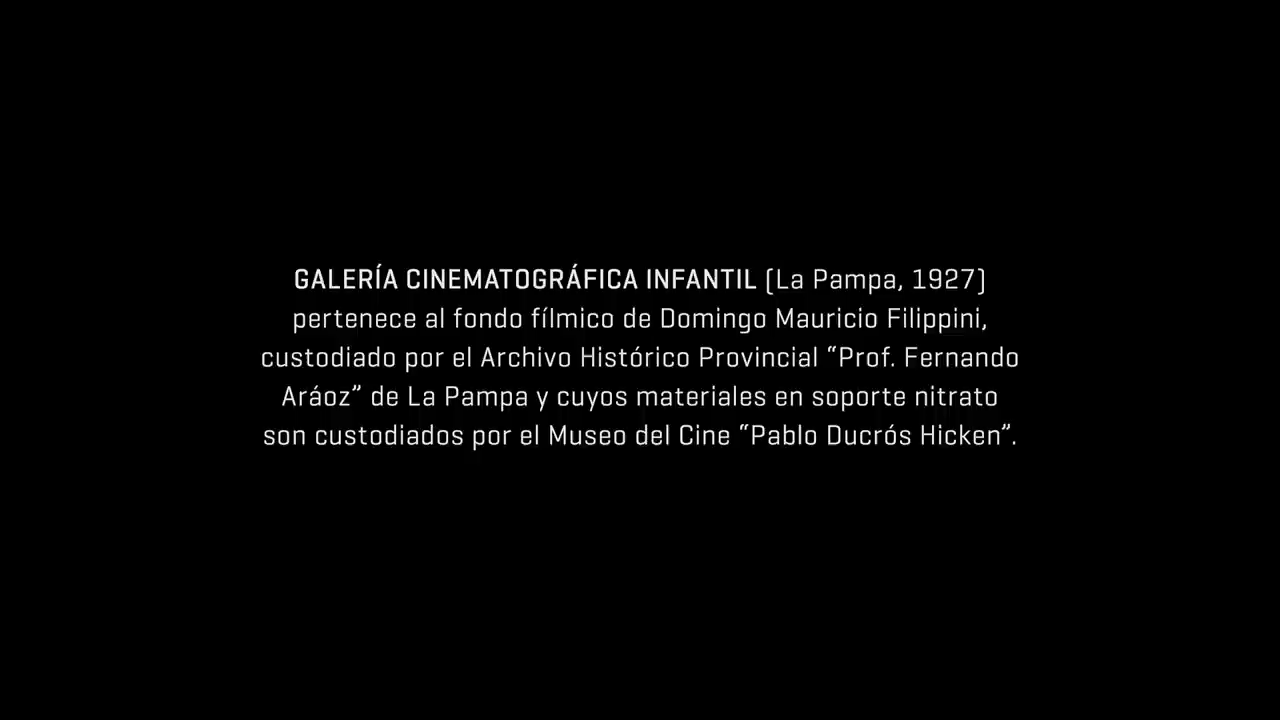 GALERÍA CINEMATOGRÁFICA INFANTIL (La Pampa, 1927)
pertenece al fondo fílmico de Domingo Mauricio Filippini,
custodiado por el Archivo Histórico Provincial “Prof. Fernando
Aráoz” de La Pampa y cuyos materiales en soporte nitrato
son custodiados por el Museo del Cine “Pablo Ducrós Hicken”.